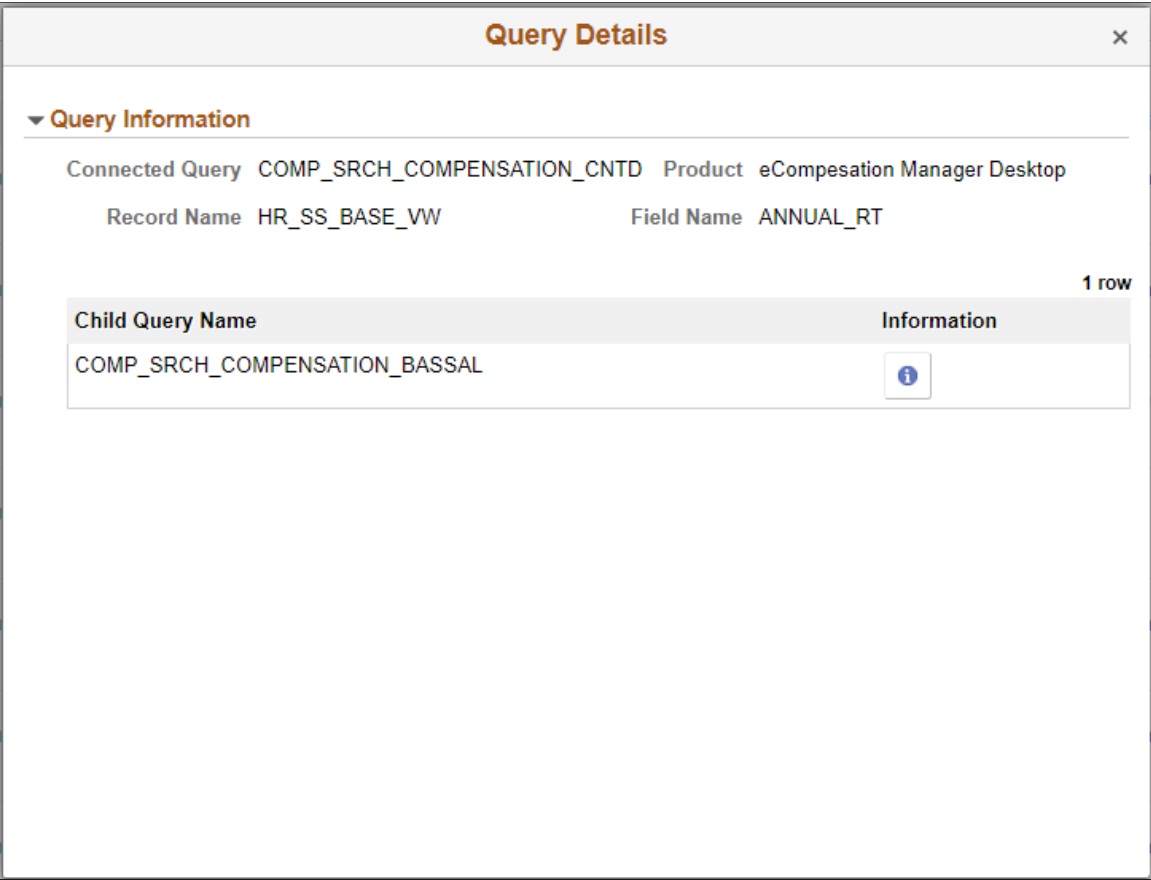 Query Details ×
Query Information
Connected Query COMP_SRCH_COMPENSATION_CNTD Product eCompesation Manager Desktop
Record Name HR_SS_BASE_VW Field Name ANNUAL_RT
1 row
Child Query Name Information
COMP_SRCH_COMPENSATION_BASSAL